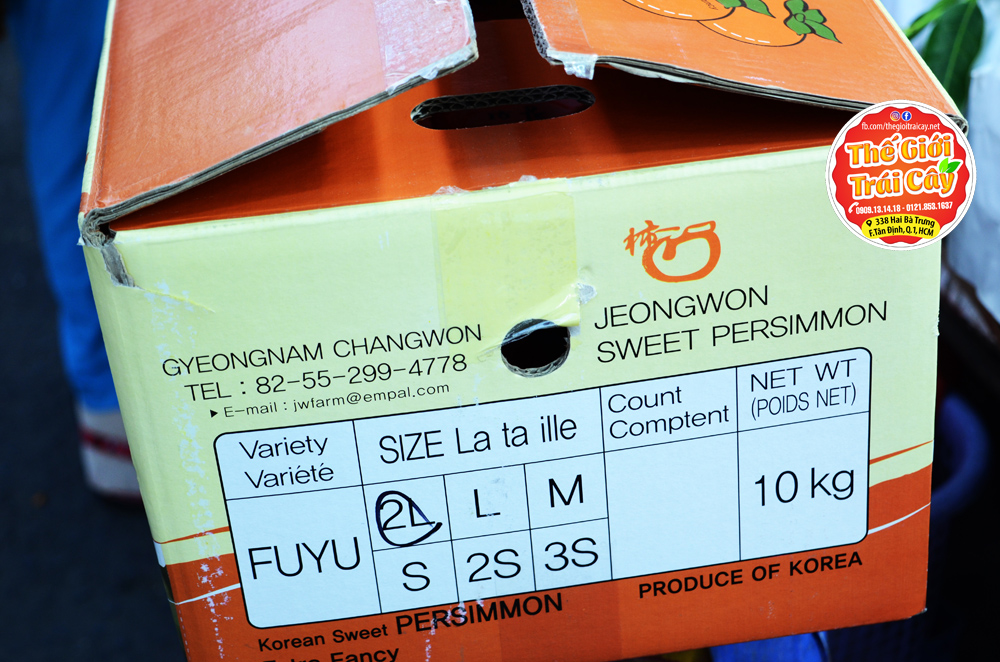 fb.com/thegioitraicay.net
Thế Giới
Trái Cây
0909.13.14.18 - 0121.853.1637
338 Hai Bà Trưng
F.Tân Định, Q.1, HCM
柿
GYEONGNAM CHANGWON
TEL : 82-55-299-4778
▶ E-mail : jwfarm@empal.com
JEONGWON
SWEET PERSIMMON
Variety
Variété
SIZE La ta ille
Count
Comptent
NET WT
(POIDS NET)
FUYU
2L L M
S 2S 3S
10 kg
Korean Sweet PERSIMMON
Extra Fancy
PRODUCE OF KOREA